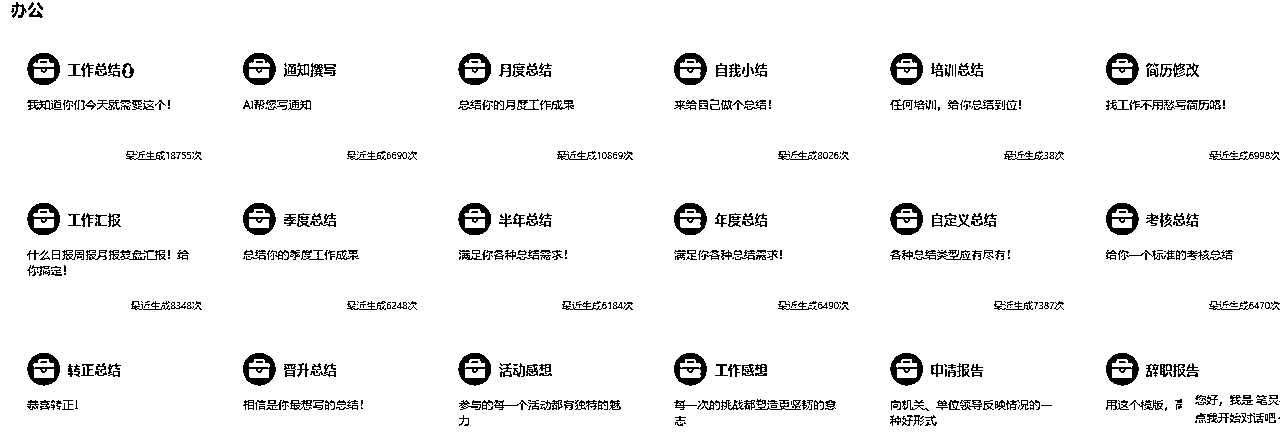 办公
工作总结
通知撰写
月度总结
自我小结
培训总结
简历修改
我知道你们今天就需要这个！
AI帮您写通知
总结你的月度工作成果
来给自己做个总结！
任何培训，给你总结到位！
找工作不用愁写简历咯！
最近生成18755次
最近生成6690次
最近生成10869次
最近生成8026次
最近生成38次
最近生成6998次
工作汇报
季度总结
半年总结
年度总结
自定义总结
考核总结
什么日报周报月报复盘汇报！给
你搞定！
总结你的季度工作成果
满足你各种总结需求！
满足你各种总结需求！
各种总结类型应有尽有！
给你一个标准的考核总结
最近生成8348次
最近生成6248次
最近生成6184次
最近生成6490次
最近生成7387次
最近生成6470次
转正总结
晋升总结
活动感想
工作感想
申请报告
辞职报告
恭喜转正！
相信是你最想写的总结！
参与的每一个活动都有独特的魅
力
每一次的挑战都塑造更坚韧的意
志
向机关、单位领导反映情况的一
种好形式
用这个模版，
您好，我是 笔灵
点我开始对话吧